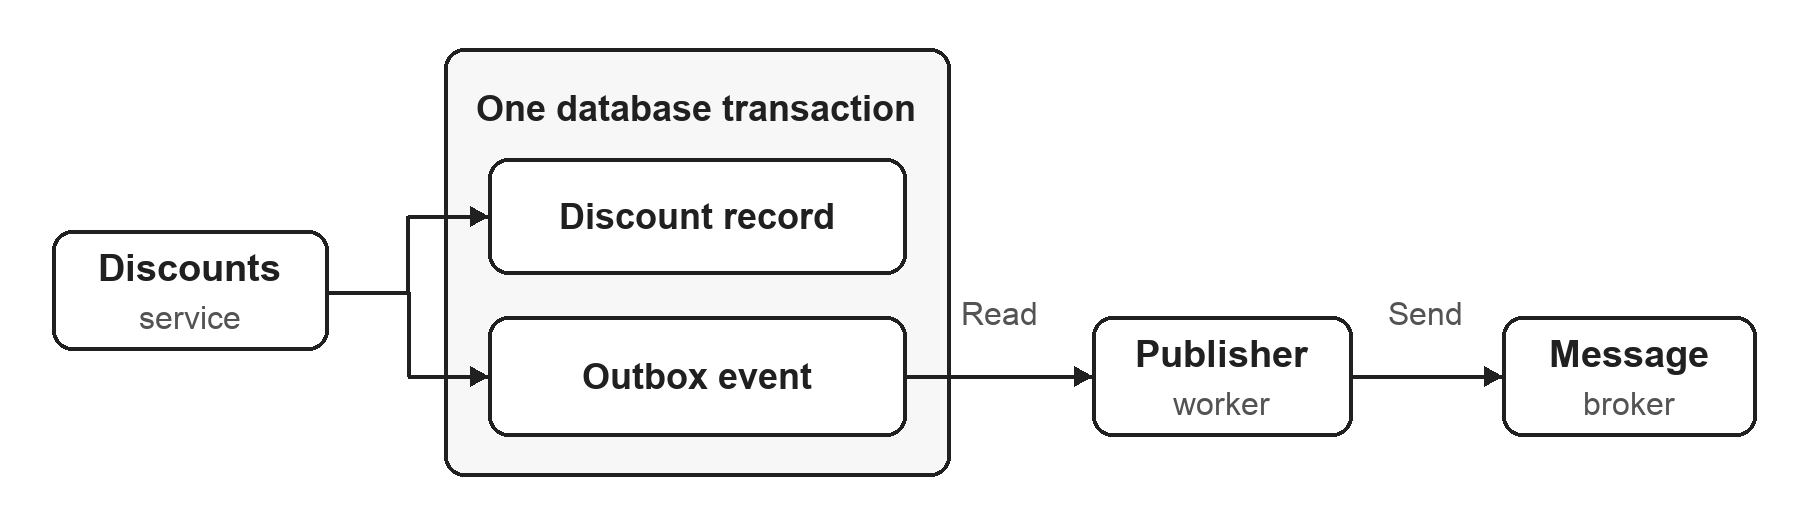 One database transaction
Discount record
Discounts
service
Outbox event
Read
Publisher
worker
Send
Message
broker